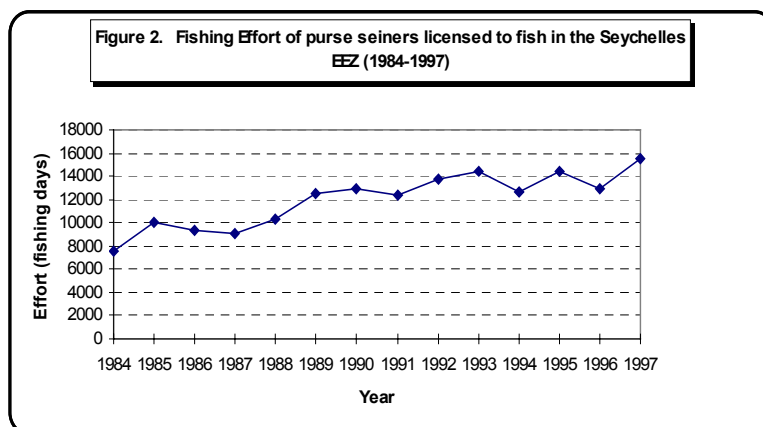 Figure 2. Fishing Effort of purse seiners licensed to fish in the Seychelles
EEZ (1984-1997)
18000
16000
14000
12000
10000
8000
6000
4000
2000
0
Effort (fishing days)
1984 1985 1986 1987 1988 1989 1990 1991 1992 1993 1994 1995 1996 1997
Year